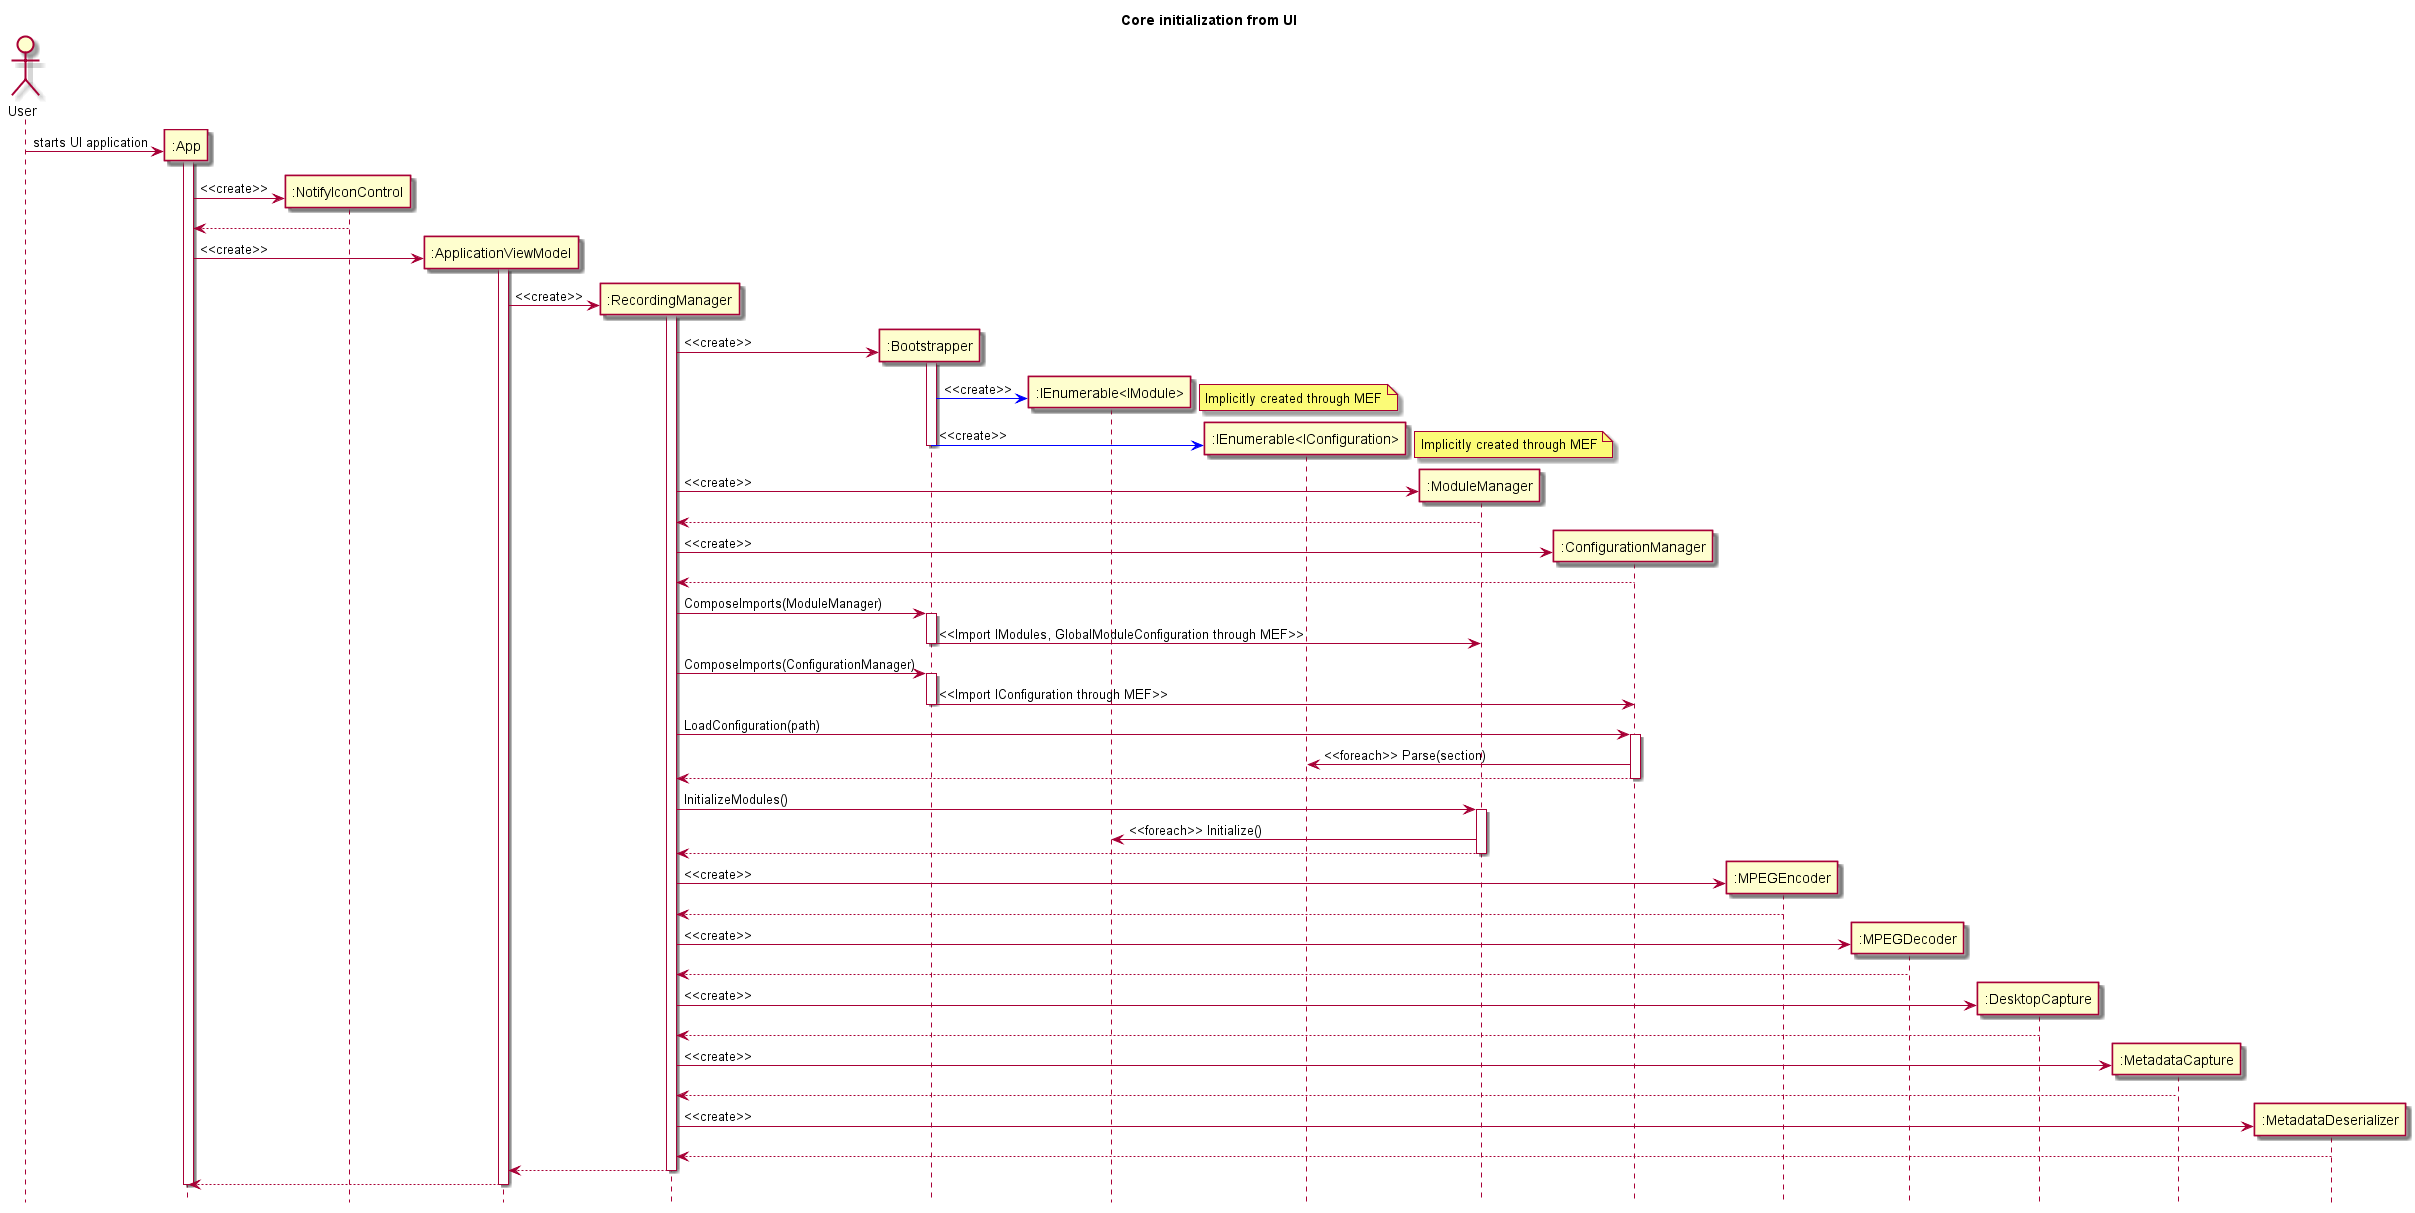 Core initialization from UI
User
starts UI application
:App
<<create>>
:NotifyIconControl
<<create>>
:ApplicationViewModel
<<create>>
:RecordingManager
<<create>>
:Bootstrapper
<<create>>
:IEnumerable<IModule>
Implicitly created through MEF
<<create>>
:IEnumerable<IConfiguration>
Implicitly created through MEF
<<create>>
:ModuleManager
<<create>>
:ConfigurationManager
ComposeImports(ModuleManager)
<<Import IModules, GlobalModuleConfiguration through MEF>>
ComposeImports(ConfigurationManager)
<<Import IConfiguration through MEF>>
LoadConfiguration(path)
<<foreach>> Parse(section)
InitializeModules()
<<foreach>> Initialize()
<<create>>
:MPEGEncoder
<<create>>
:MPEGDecoder
<<create>>
:DesktopCapture
<<create>>
:MetadataCapture
<<create>>
:MetadataDeserializer